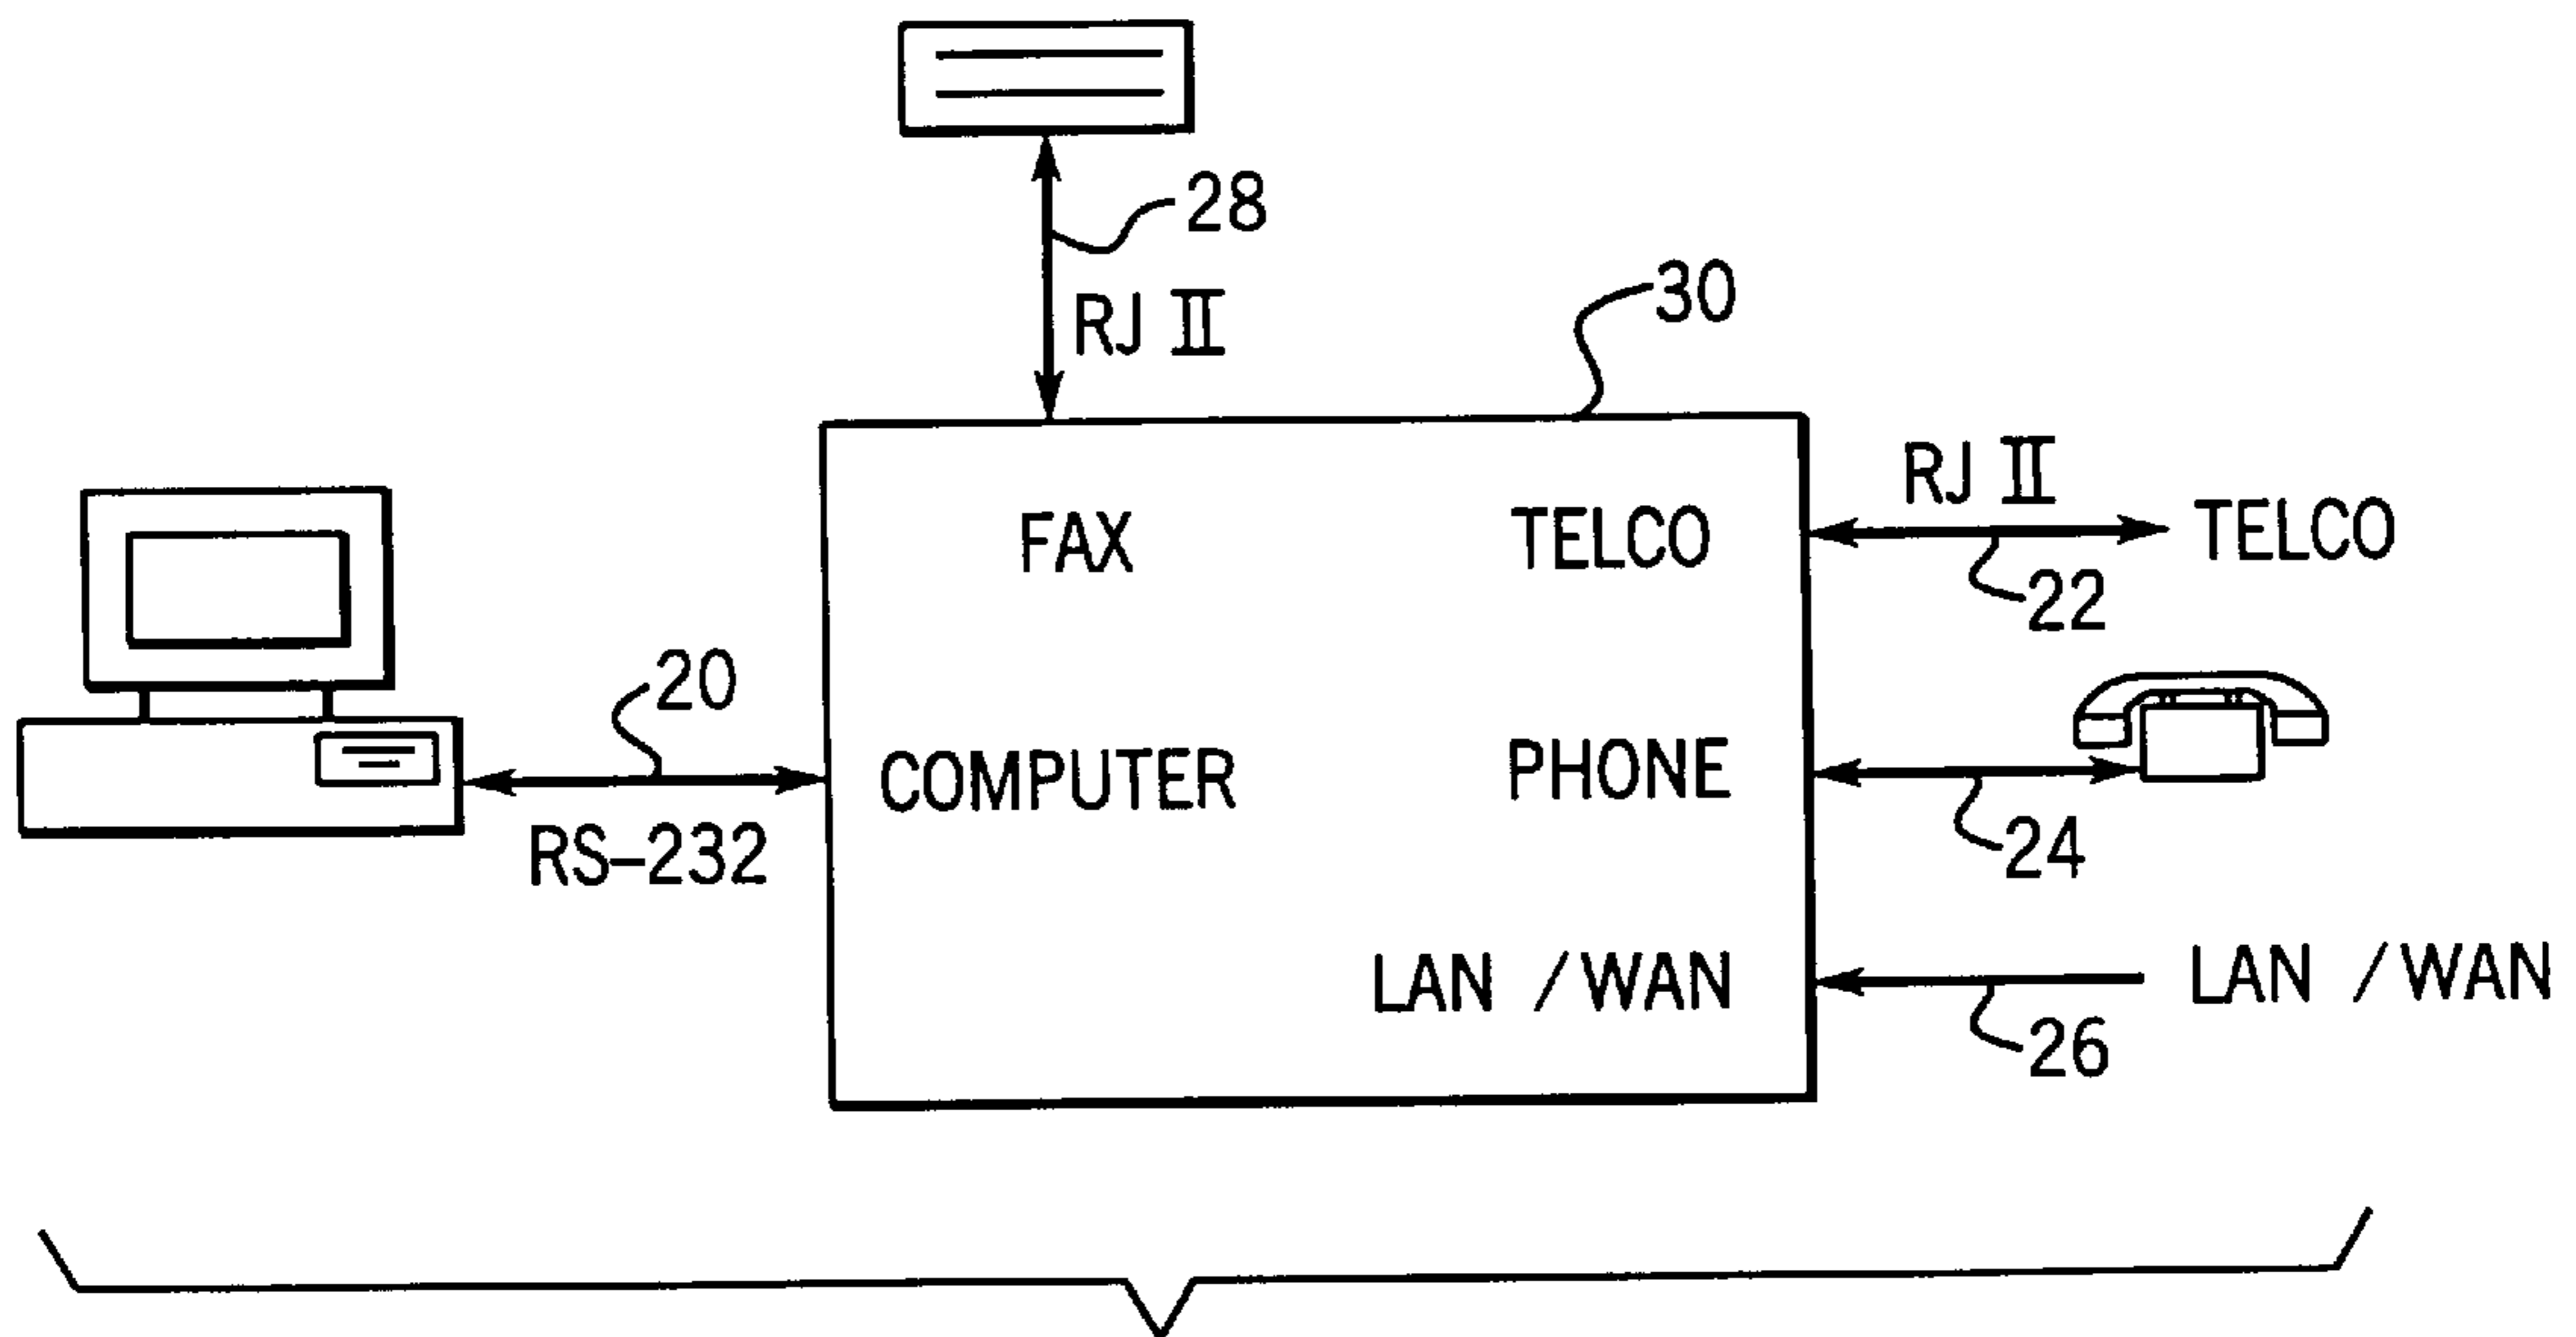 28
RJ II
30
FAX
TELCO
RJ II
TELCO
22
20
COMPUTER
PHONE
RS-232
24
LAN / WAN
LAN / WAN
26